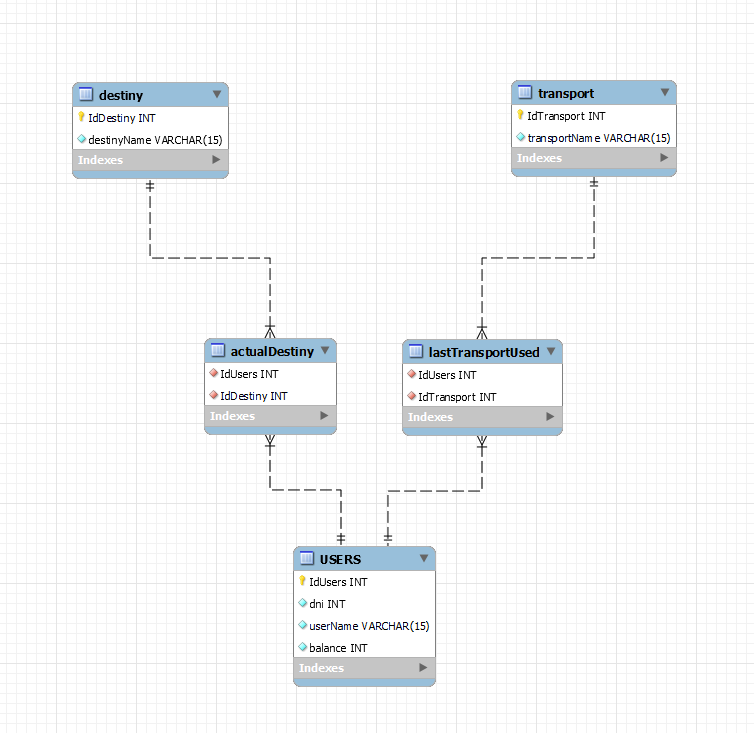 destiny
IdDestiny INT
destinyName VARCHAR(15)
Indexes
transport
IdTransport INT
transportName VARCHAR(15)
Indexes
actualDestiny
IdUsers INT
IdDestiny INT
Indexes
lastTransportUsed
IdUsers INT
IdTransport INT
Indexes
USERS
IdUsers INT
dni INT
userName VARCHAR(15)
balance INT
Indexes